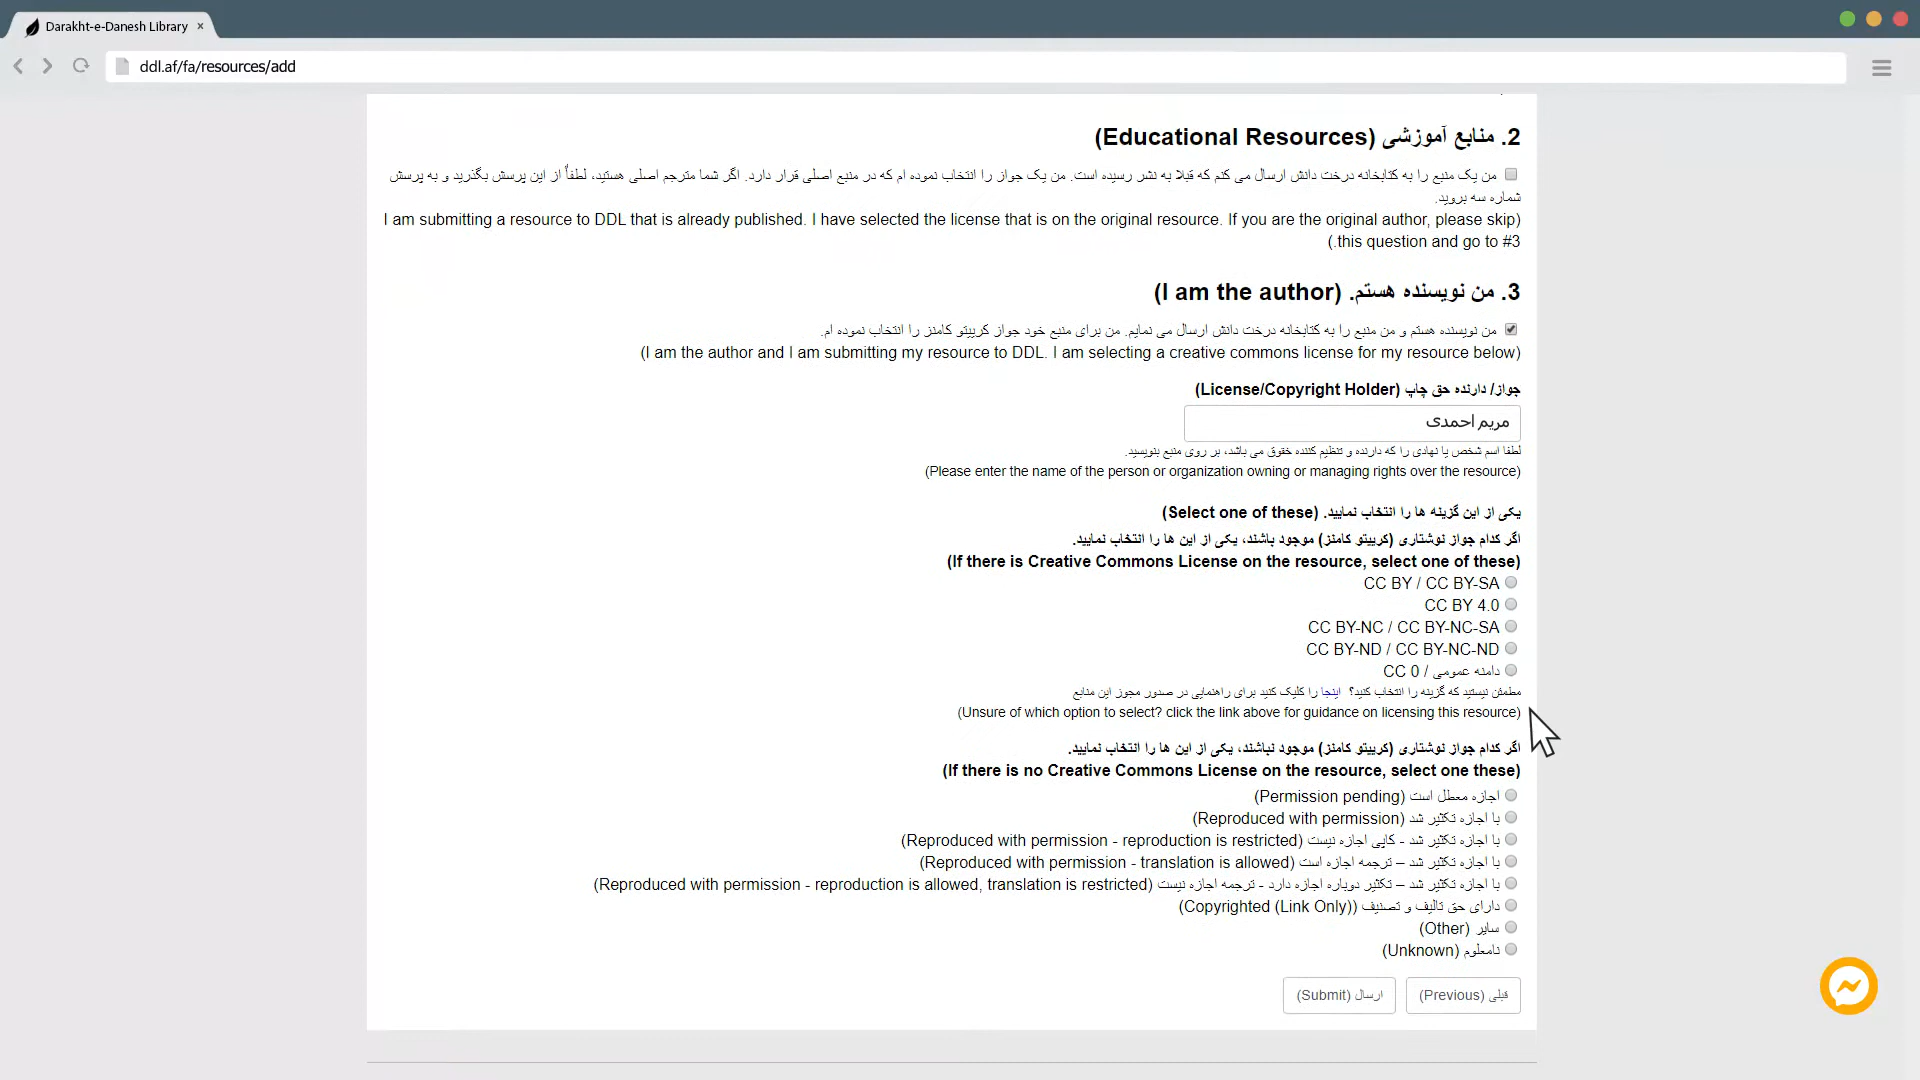 Darakht-e-Danesh Library
ddl.af/fa/resources/add
2. منابع آموزشی (Educational Resources)
من یک منبع را به کتابخانه درخت دانش ارسال می کنم که قبلا به نشر رسیده است. من یک جواز را انتخاب نموده ام که در منبع اصلی قرار دارد. اگر شما مترجم اصلی هستید، لطفاً از این پرسش بگذرید و به پرسش
شماره سه بروید.
I am submitting a resource to DDL that is already published. I have selected the license that is on the original resource. If you are the original author, please skip)
(.this question and go to #3
3. من نویسنده هستم. (I am the author)
من نویسنده هستم و من منبع را به کتابخانه درخت دانش ارسال می نمایم. من برای منبع خود جواز کریپتو کامنز را انتخاب نموده ام.
(I am the author and I am submitting my resource to DDL. I am selecting a creative commons license for my resource below)
جواز/ دارنده حق چاپ (License/Copyright Holder)
مریم احمدی
لطفا اسم شخص یا نهادی را که دارنده و تنظیم کننده خقوق می باشد، بر روی منبع بنویسید.
(Please enter the name of the person or organization owning or managing rights over the resource)
یکی از این گزینه ها را انتخاب نمایید. (Select one of these)
اگر کدام جواز نوشتاری (کرییتو کامنز) موجود باشند، یکی از این ها را انتخاب نمایید.
(If there is Creative Commons License on the resource, select one of these)
CC BY / CC BY-SA
CC BY 4.0
CC BY-NC / CC BY-NC-SA
CC BY-ND / CC BY-NC-ND
دامنه عمومی / CC 0
مطمئن نیستید که گزینه را انتخاب کنید؟ اینجا را کلیک کنید برای راهنمایی در صدور مجوز این منابع
(Unsure of which option to select? click the link above for guidance on licensing this resource)
اگر کدام جواز نوشتاری (کرییتو کامنز) موجود نباشند، یکی از این ها را انتخاب نمایید.
(If there is no Creative Commons License on the resource, select one these)
اجازه معطل است (Permission pending)
با اجازه تکثیر شد (Reproduced with permission)
با اجازه تکثیر شد - کاپی اجازه نیست (Reproduced with permission - reproduction is restricted)
با اجازه تکثیر شد – ترجمه اجازه است (Reproduced with permission - translation is allowed)
با اجازه تکثیر شد – تکثیر دوباره اجازه دارد - ترجمه اجازه نیست (Reproduced with permission - reproduction is allowed, translation is restricted)
دارای حق تالیف و تصنیف (Copyrighted (Link Only))
سایر (Other)
نامعلوم (Unknown)
قبلی (Previous)
ارسال (Submit)